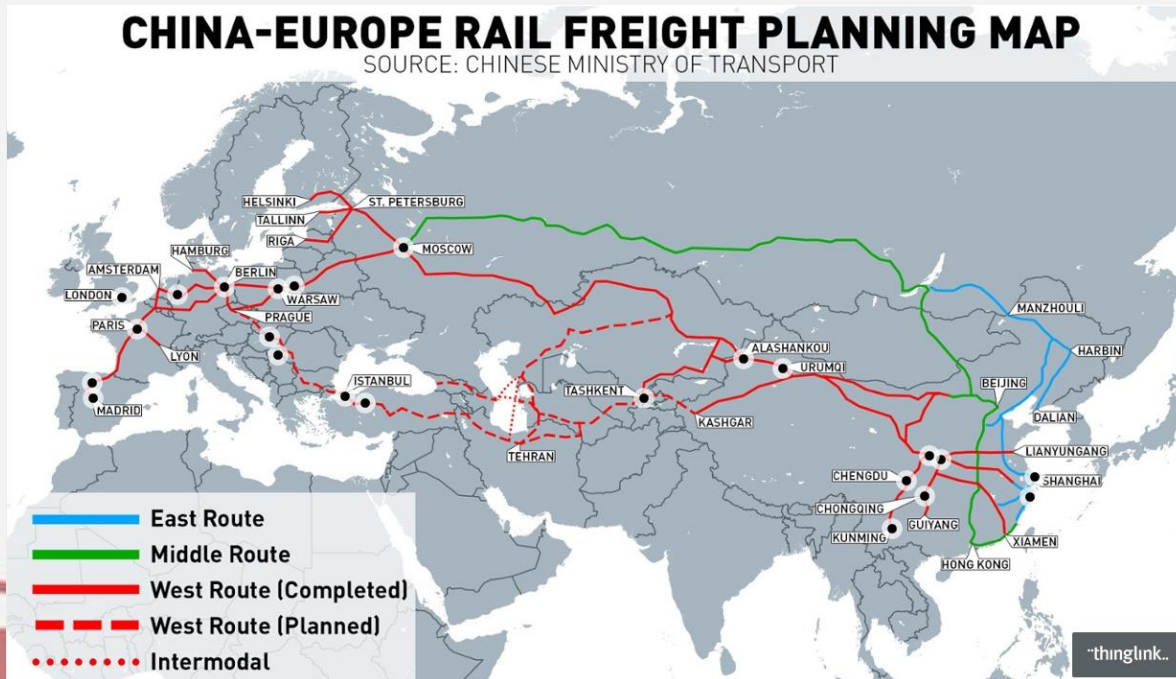 CHINA-EUROPE RAIL FREIGHT PLANNING MAP
SOURCE: CHINESE MINISTRY OF TRANSPORT
HELSINKI
ST. PETERSBURG
TALLINN
RIGA
MOSCOW
HAMBURG
AMSTERDAM
BERLIN
LONDON
WARSAW
PRAGUE
PARIS
LYON
MADRID
ISTANBUL
TEHRAN
TASHKENT
KASHGAR
ALASHANKOU
URUMQI
MANZHOULI
HARBIN
BEIJING
DALIAN
LIANYUNGANG
SHANGHAI
CHENGDU
CHONGQING
GUIYANG
KUNMING
XIAMEN
HONG KONG
East Route
Middle Route
West Route (Completed)
West Route (Planned)
Intermodal
thinglink..